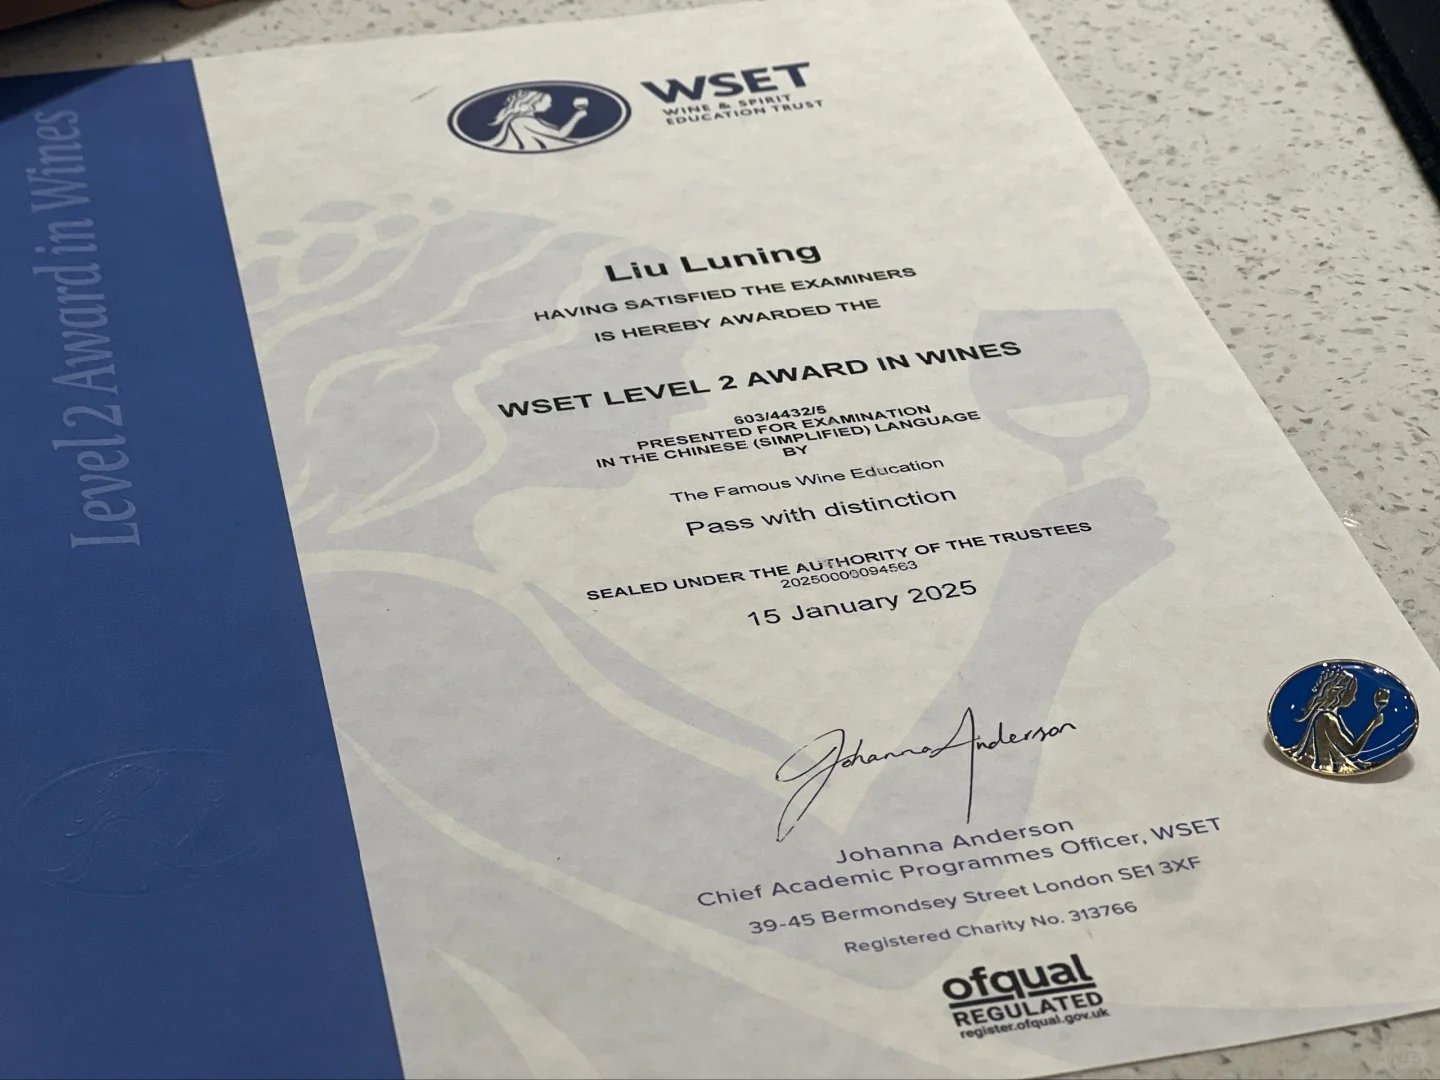 Level 2 Award in Wines
WSET
WINE & SPIRIT
EDUCATION TRUST
Liu Luning
HAVING SATISFIED THE EXAMINERS
IS HEREBY AWARDED THE
WSET LEVEL 2 AWARD IN WINES
603/4432/5
PRESENTED FOR EXAMINATION
IN THE CHINESE (SIMPLIFIED) LANGUAGE
BY
The Famous Wine Education
Pass with distinction
SEALED UNDER THE AUTHORITY OF THE TRUSTEES
20250000094563
15 January 2025
Johanna Anderson
Johanna Anderson
Chief Academic Programmes Officer, WSET
39-45 Bermondsey Street London SE1 3XF
Registered Charity No. 313766
ofqual
REGULATED
register.ofqual.gov.uk